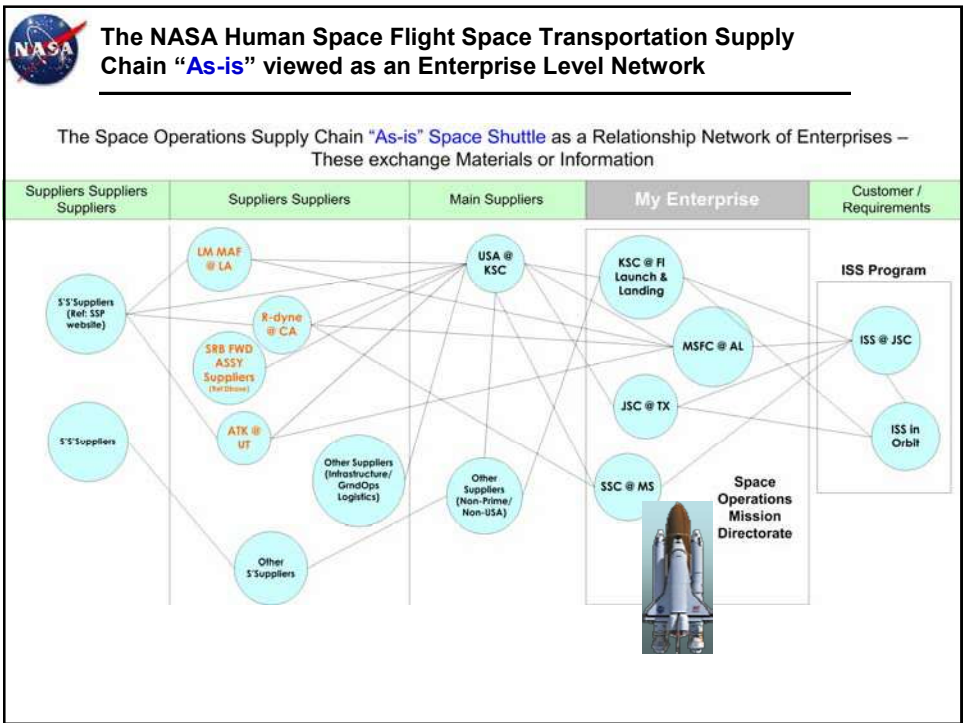 NASA
The NASA Human Space Flight Space Transportation Supply
Chain “As-is” viewed as an Enterprise Level Network
The Space Operations Supply Chain “As-is” Space Shuttle as a Relationship Network of Enterprises –
These exchange Materials or Information
Suppliers Suppliers
Suppliers
Suppliers Suppliers
Main Suppliers
My Enterprise
Customer /
Requirements
S'S'Suppliers
(Ref: SSP
website)
S'S'Suppliers
LM MAF
@ LA
R-dyne
@ CA
SRB FWD
ASSY
Suppliers
(Ref Dbase)
ATK @
UT
Other Suppliers
(Infrastructure/
GrndOps
Logistics)
Other
S'Suppliers
USA @
KSC
Other
Suppliers
(Non-Prime/
Non-USA)
KSC @ Fl
Launch &
Landing
MSFC @ AL
JSC @ TX
SSC @ MS
Space
Operations
Mission
Directorate
ISS Program
ISS @ JSC
ISS in
Orbit